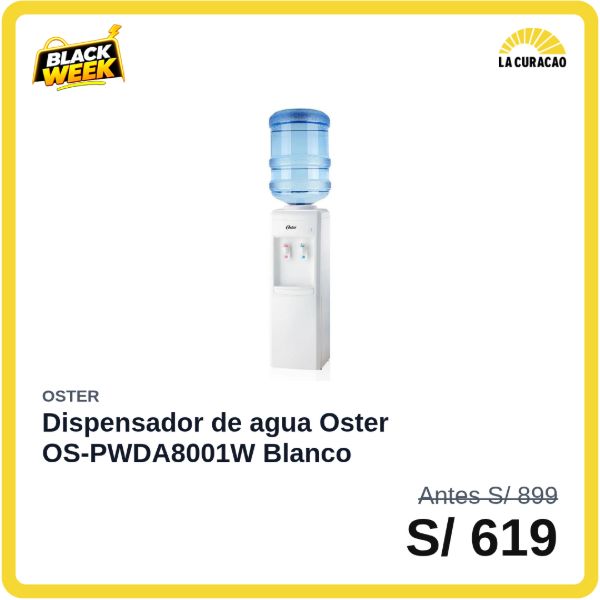 BLACK
WEEK
LA CURACAO
Oster
OSTER
Dispensador de agua Oster
OS-PWDA8001W Blanco
Antes S/ 899
S/ 619